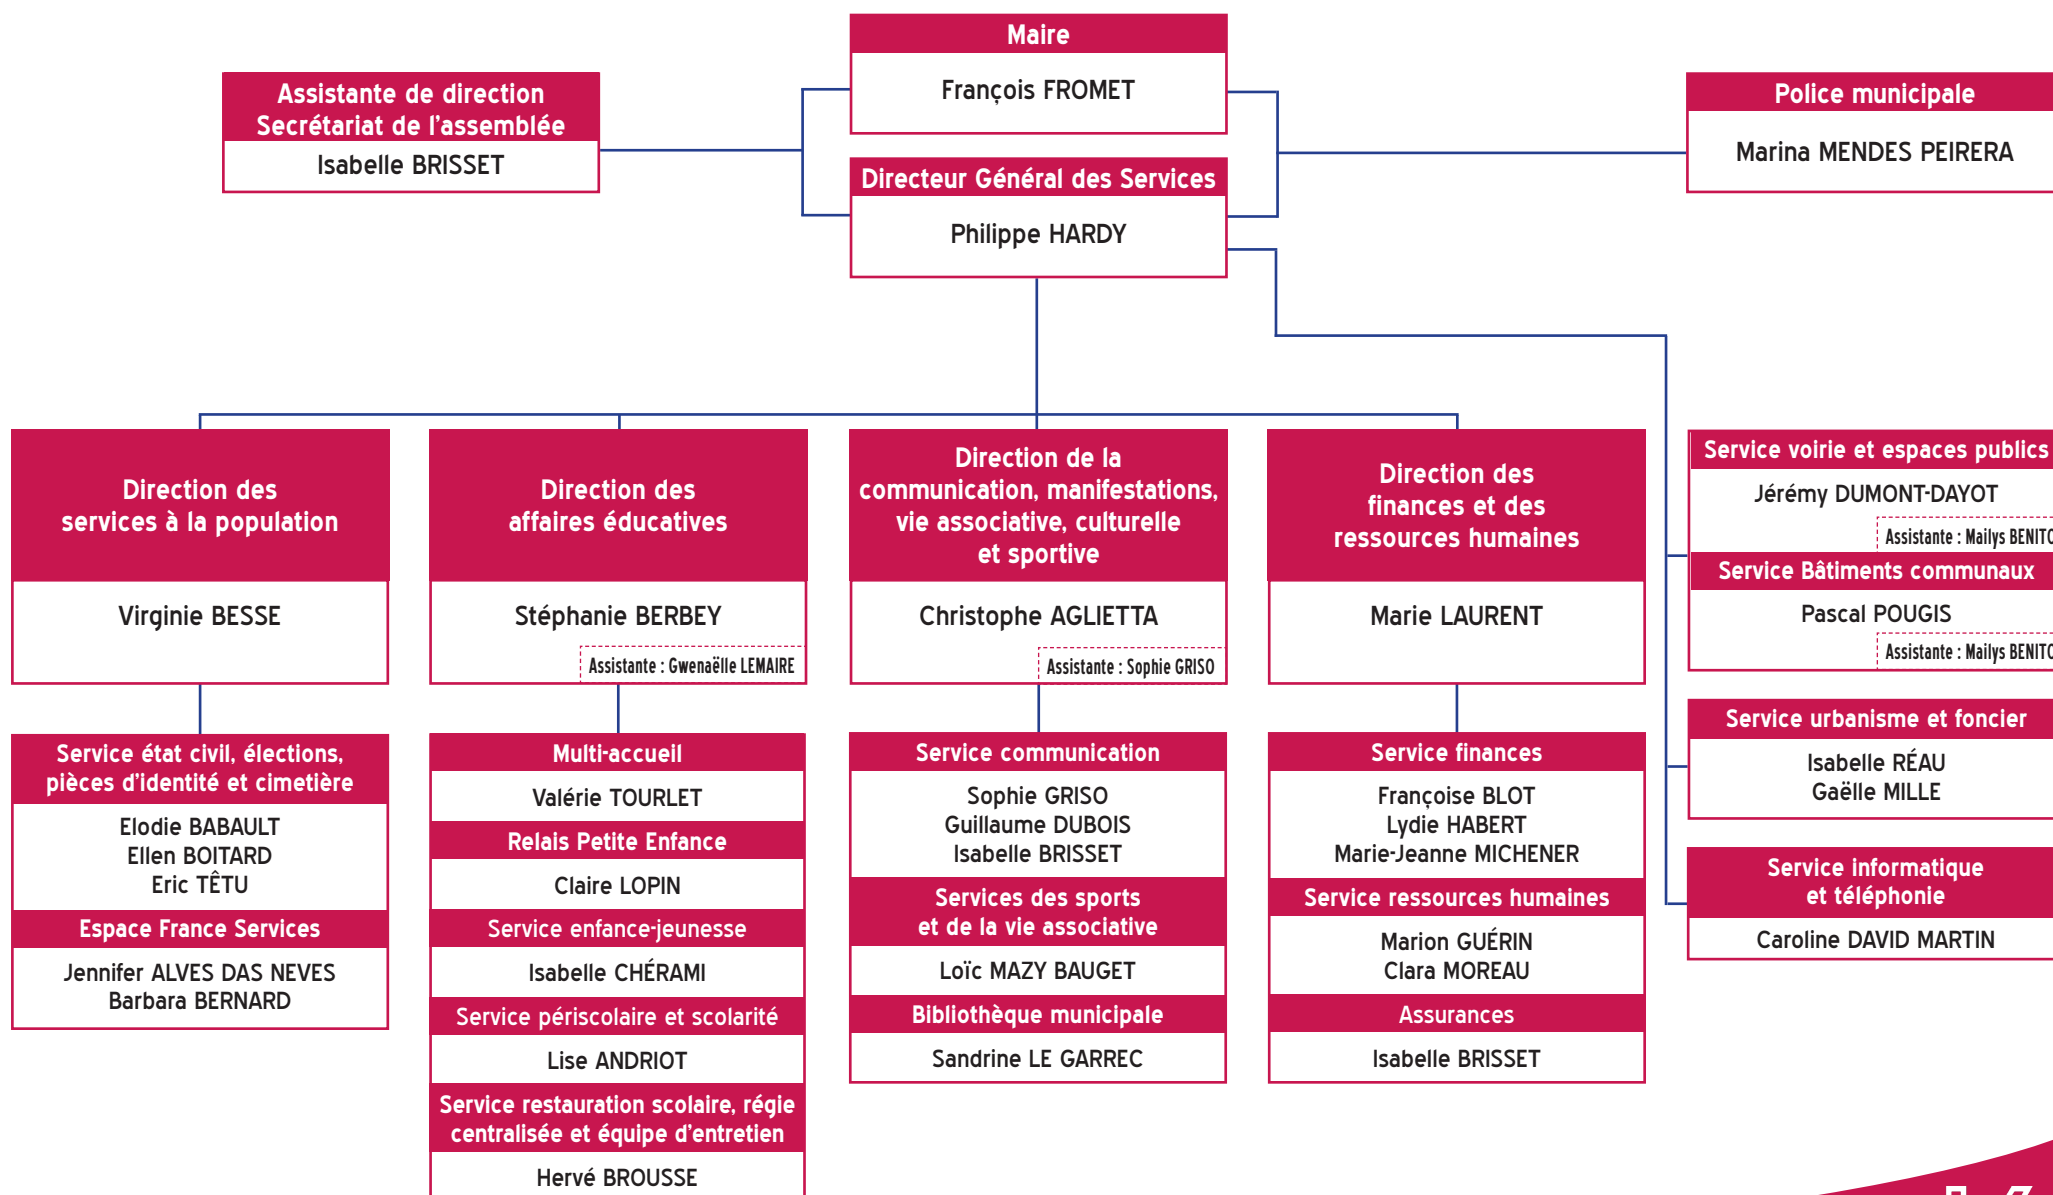 Maire
François FROMET
Assistante de direction
Secrétariat de l'assemblée
Isabelle BRISSET
Police municipale
Marina MENDES PEIRERA
Directeur Général des Services
Philippe HARDY
Direction des
services à la population
Virginie BESSE
Service état civil, élections,
pièces d'identité et cimetière
Elodie BABAULT
Ellen BOITARD
Eric TÊTU
Espace France Services
Jennifer ALVES DAS NEVES
Barbara BERNARD
Direction des
affaires éducatives
Stéphanie BERBEY
Assistante : Gwenaëlle LEMAIRE
Multi-accueil
Valérie TOURLET
Relais Petite Enfance
Claire LOPIN
Service enfance-jeunesse
Isabelle CHÉRAMI
Service périscolaire et scolarité
Lise ANDRIOT
Service restauration scolaire, régie
centralisée et équipe d'entretien
Hervé BROUSSE
Direction de la
communication, manifestations,
vie associative, culturelle
et sportive
Christophe AGLIETTA
Assistante : Sophie GRISO
Service communication
Sophie GRISO
Guillaume DUBOIS
Isabelle BRISSET
Services des sports
et de la vie associative
Loïc MAZY BAUGET
Bibliothèque municipale
Sandrine LE GARREC
Direction des
finances et des
ressources humaines
Marie LAURENT
Service finances
Françoise BLOT
Lydie HABERT
Marie-Jeanne MICHENER
Service ressources humaines
Marion GUÉRIN
Clara MOREAU
Assurances
Isabelle BRISSET
Service voirie et espaces publics
Jérémy DUMONT-DAYOT
Assistante : Mailys BENITO
Service Bâtiments communaux
Pascal POUGIS
Assistante : Mailys BENITO
Service urbanisme et foncier
Isabelle RÉAU
Gaëlle MILLE
Service informatique
et téléphonie
Caroline DAVID MARTIN